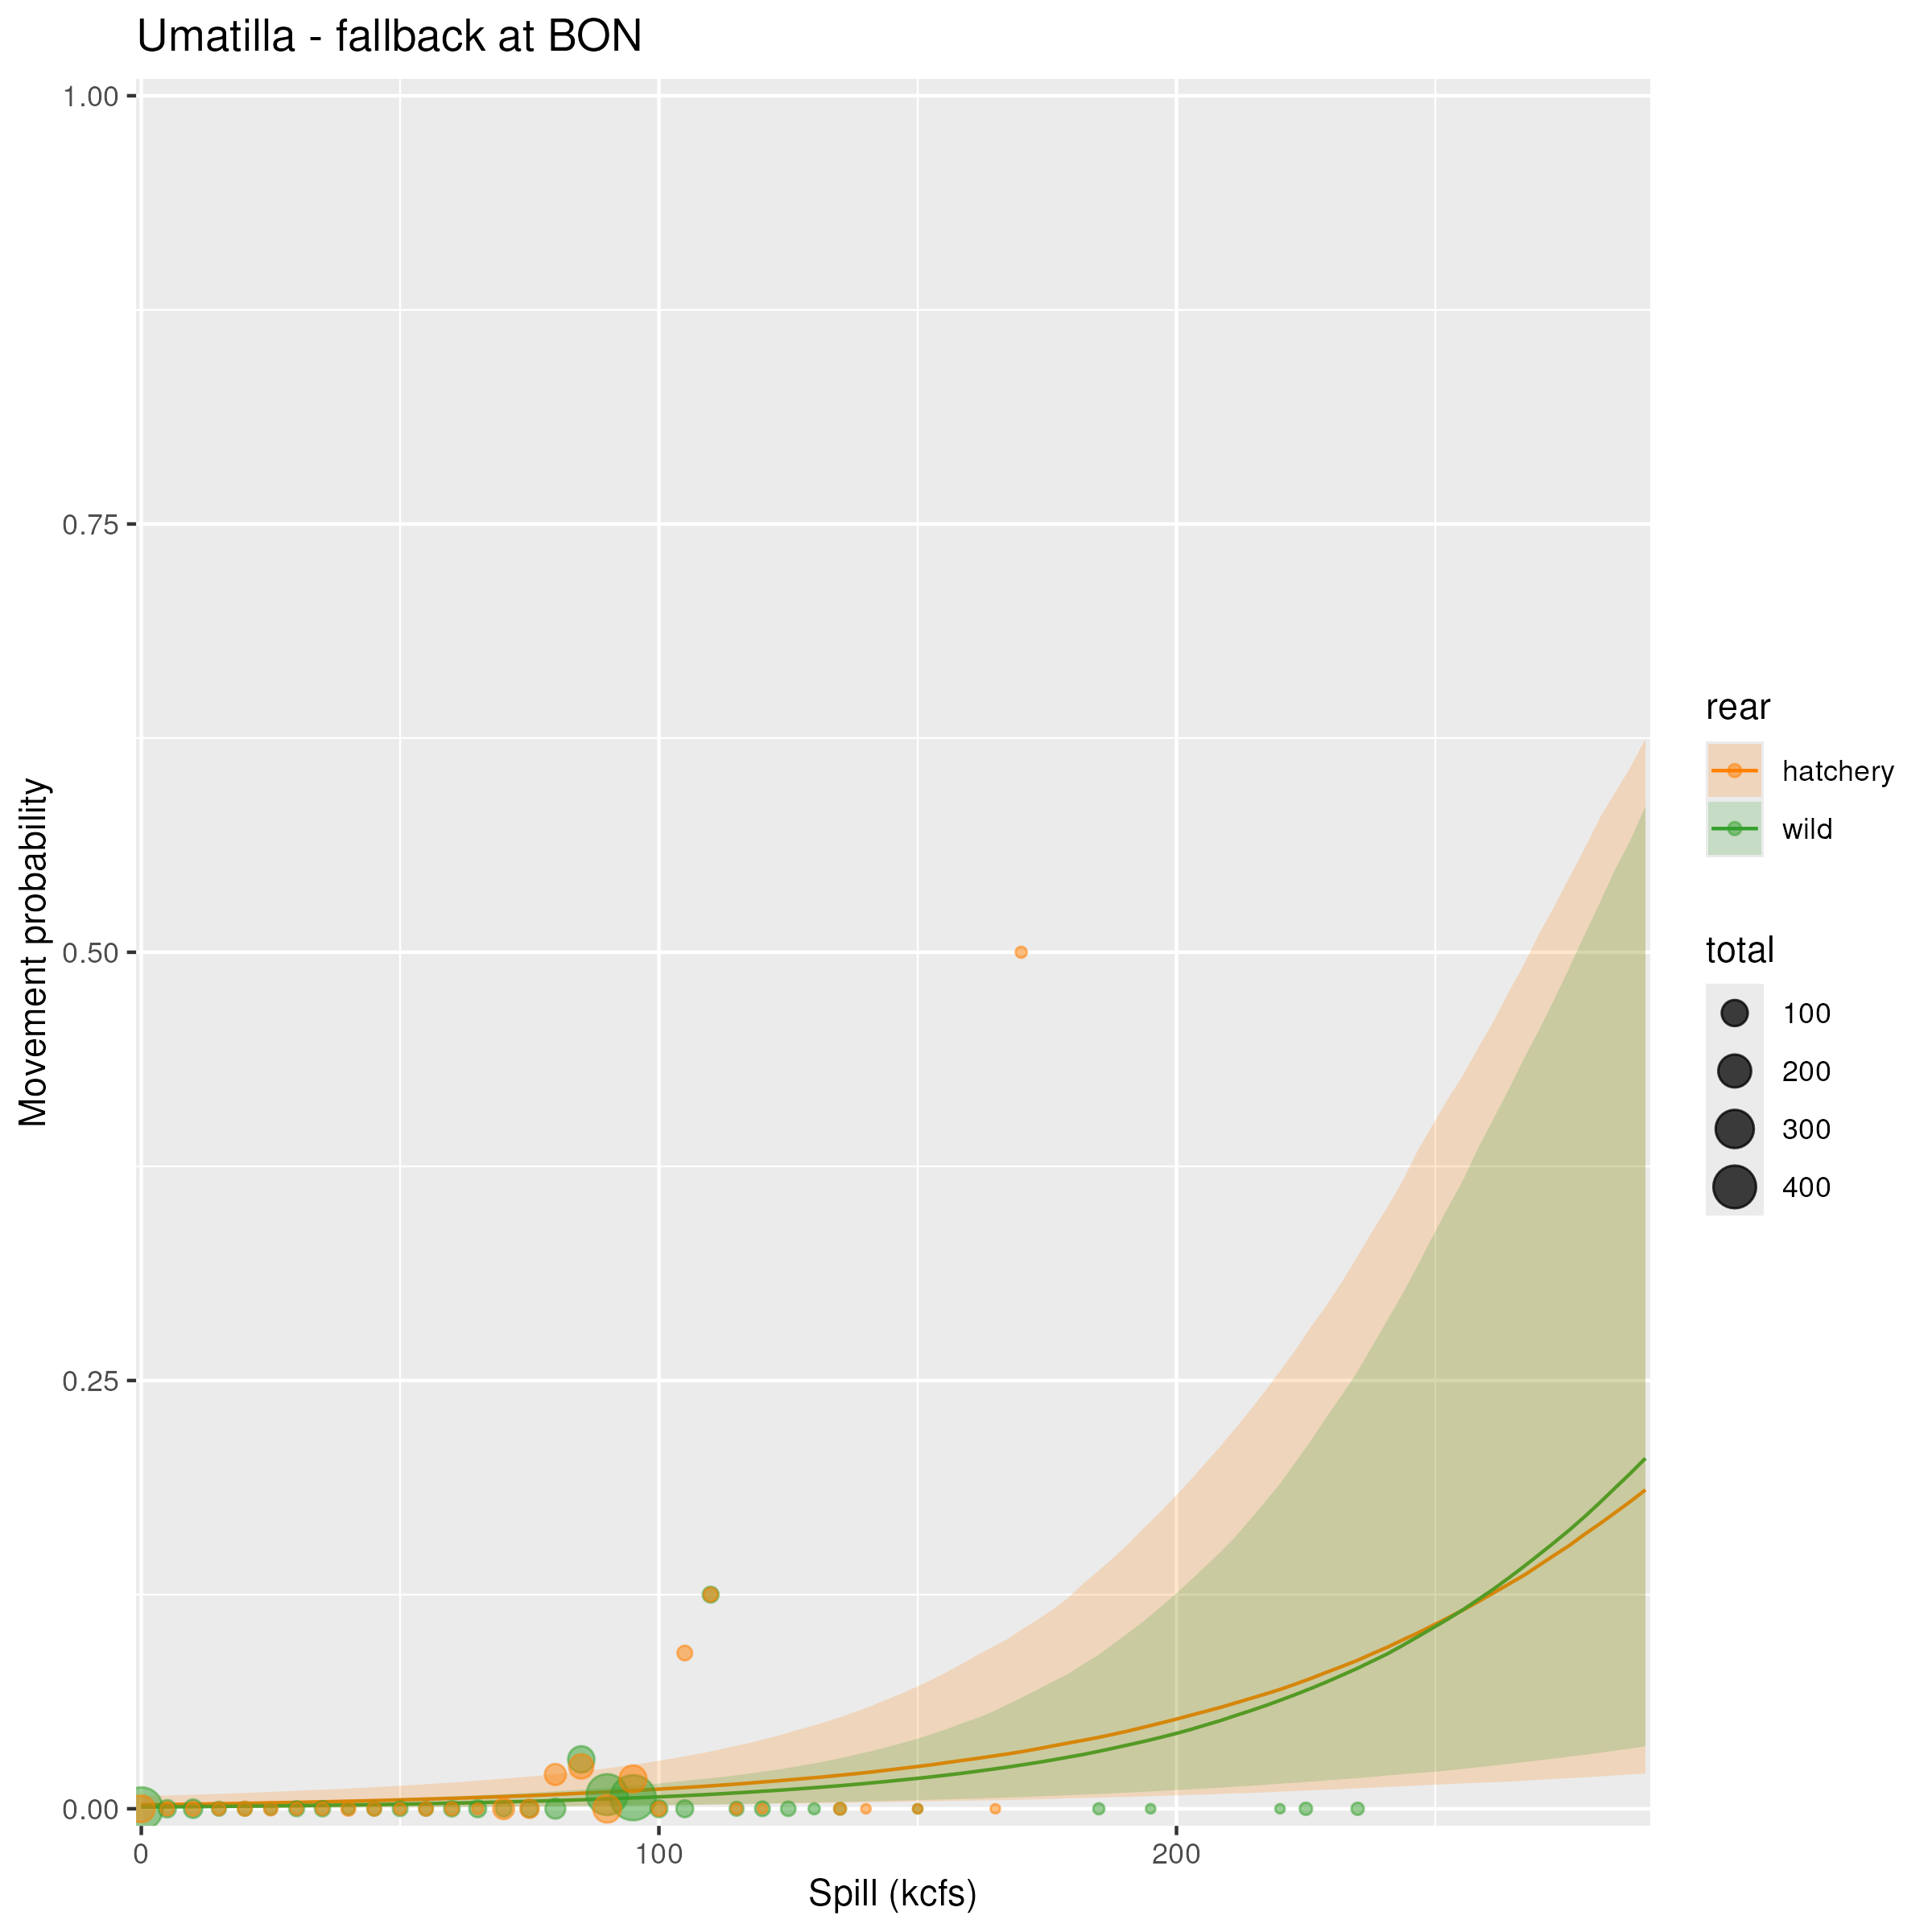 Umatilla - fallback at BON
1.00
0.75
0.50
0.25
0.00
0
100
200
Spill (kcfs)
Movement probability
rear
hatchery
wild
total
100
200
300
400